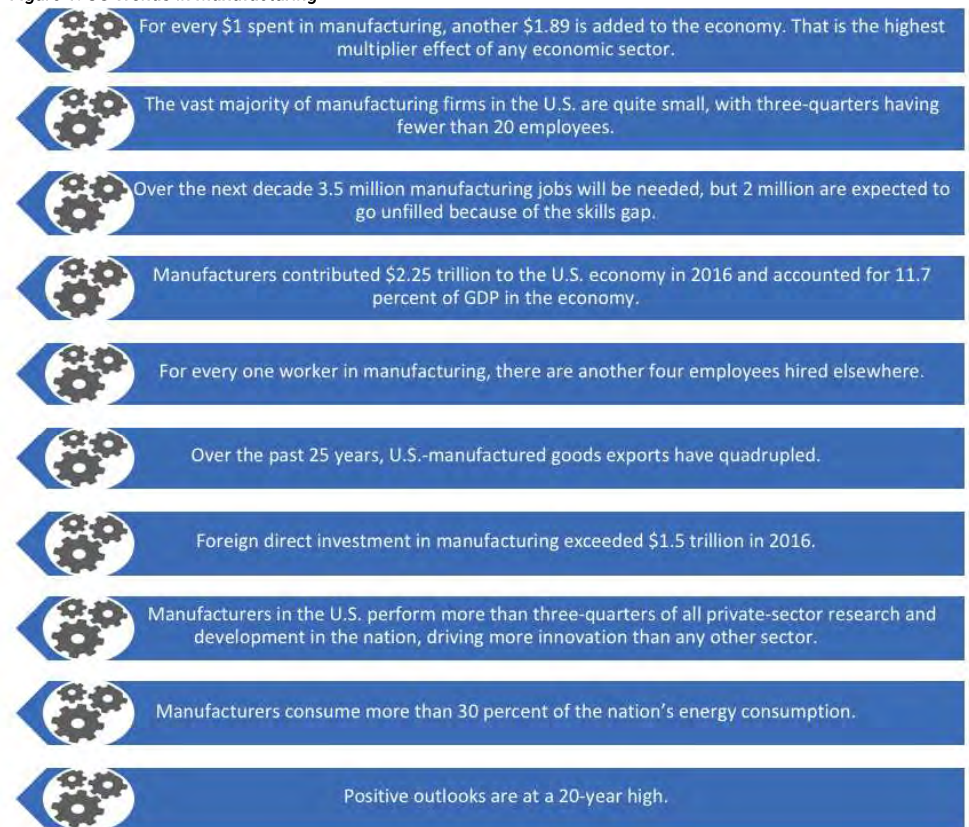 For every $1 spent in manufacturing, another $1.89 is added to the economy. That is the highest
multiplier effect of any economic sector.
The vast majority of manufacturing firms in the U.S. are quite small, with three-quarters having
fewer than 20 employees.
Over the next decade 3.5 million manufacturing jobs will be needed, but 2 million are expected to
go unfilled because of the skills gap.
Manufacturers contributed $2.25 trillion to the U.S. economy in 2016 and accounted for 11.7
percent of GDP in the economy.
For every one worker in manufacturing, there are another four employees hired elsewhere.
Over the past 25 years, U.S.-manufactured goods exports have quadrupled.
Foreign direct investment in manufacturing exceeded $1.5 trillion in 2016.
Manufacturers in the U.S. perform more than three-quarters of all private-sector research and
development in the nation, driving more innovation than any other sector.
Manufacturers consume more than 30 percent of the nation’s energy consumption.
Positive outlooks are at a 20-year high.